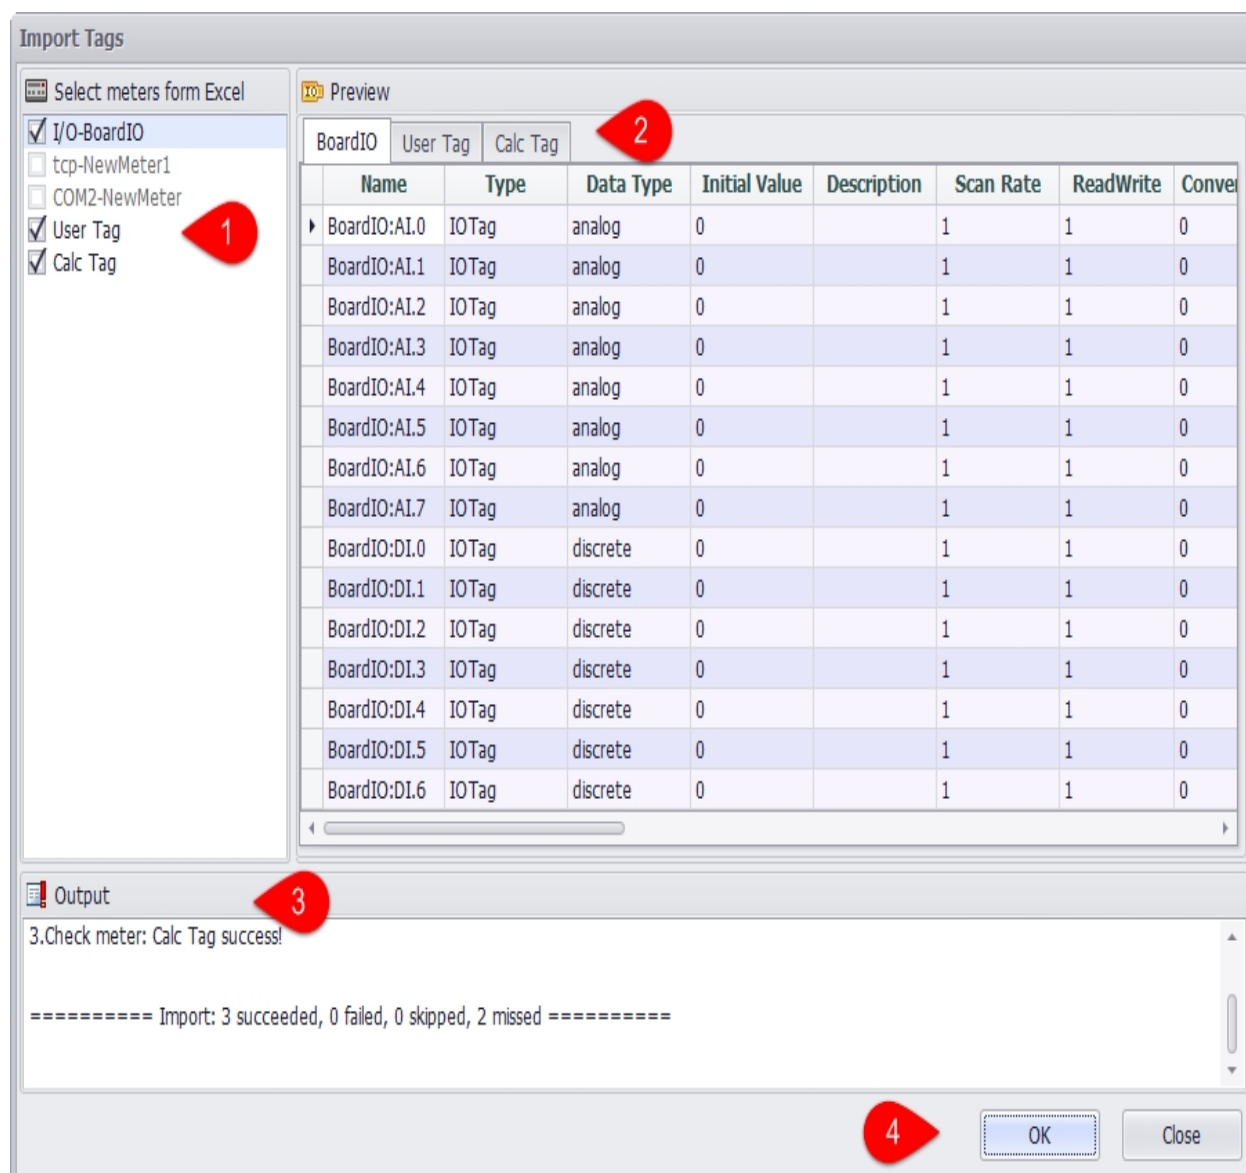 Import Tags
Select meters form Excel
I/O-BoardIO
tcp-NewMeter1
COM2-NewMeter
User Tag
Calc Tag
1
Preview
BoardIO User Tag Calc Tag
2
Name Type Data Type Initial Value Description Scan Rate ReadWrite Conver
BoardIO:AI.0 IOTag analog 0 1 1 0
BoardIO:AI.1 IOTag analog 0 1 1 0
BoardIO:AI.2 IOTag analog 0 1 1 0
BoardIO:AI.3 IOTag analog 0 1 1 0
BoardIO:AI.4 IOTag analog 0 1 1 0
BoardIO:AI.5 IOTag analog 0 1 1 0
BoardIO:AI.6 IOTag analog 0 1 1 0
BoardIO:AI.7 IOTag analog 0 1 1 0
BoardIO:DI.0 IOTag discrete 0 1 1 0
BoardIO:DI.1 IOTag discrete 0 1 1 0
BoardIO:DI.2 IOTag discrete 0 1 1 0
BoardIO:DI.3 IOTag discrete 0 1 1 0
BoardIO:DI.4 IOTag discrete 0 1 1 0
BoardIO:DI.5 IOTag discrete 0 1 1 0
BoardIO:DI.6 IOTag discrete 0 1 1 0
Output
3
3.Check meter: Calc Tag success!
========== Import: 3 succeeded, 0 failed, 0 skipped, 2 missed ==========
4
OK Close